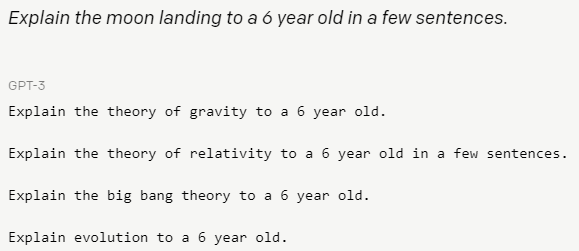 Explain the moon landing to a 6 year old in a few sentences.
GPT-3
Explain the theory of gravity to a 6 year old.
Explain the theory of relativity to a 6 year old in a few sentences.
Explain the big bang theory to a 6 year old.
Explain evolution to a 6 year old.